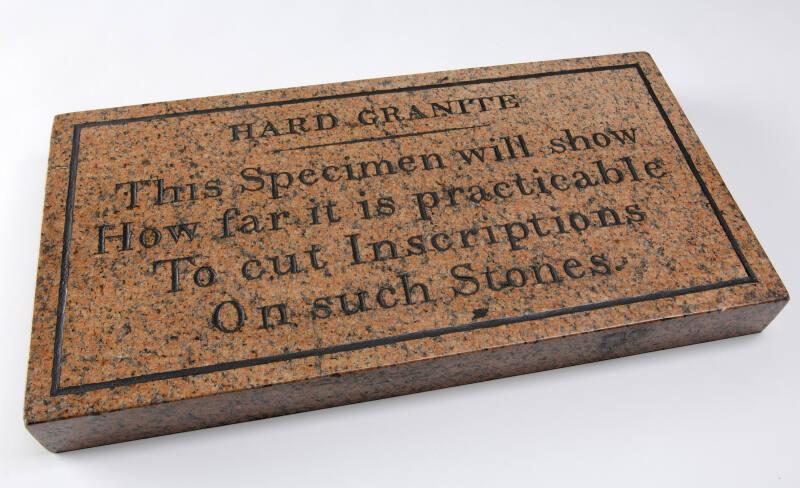 HARD GRANITE
This Specimen will show
How far it is practicable
To cut Inscriptions
On such Stones.